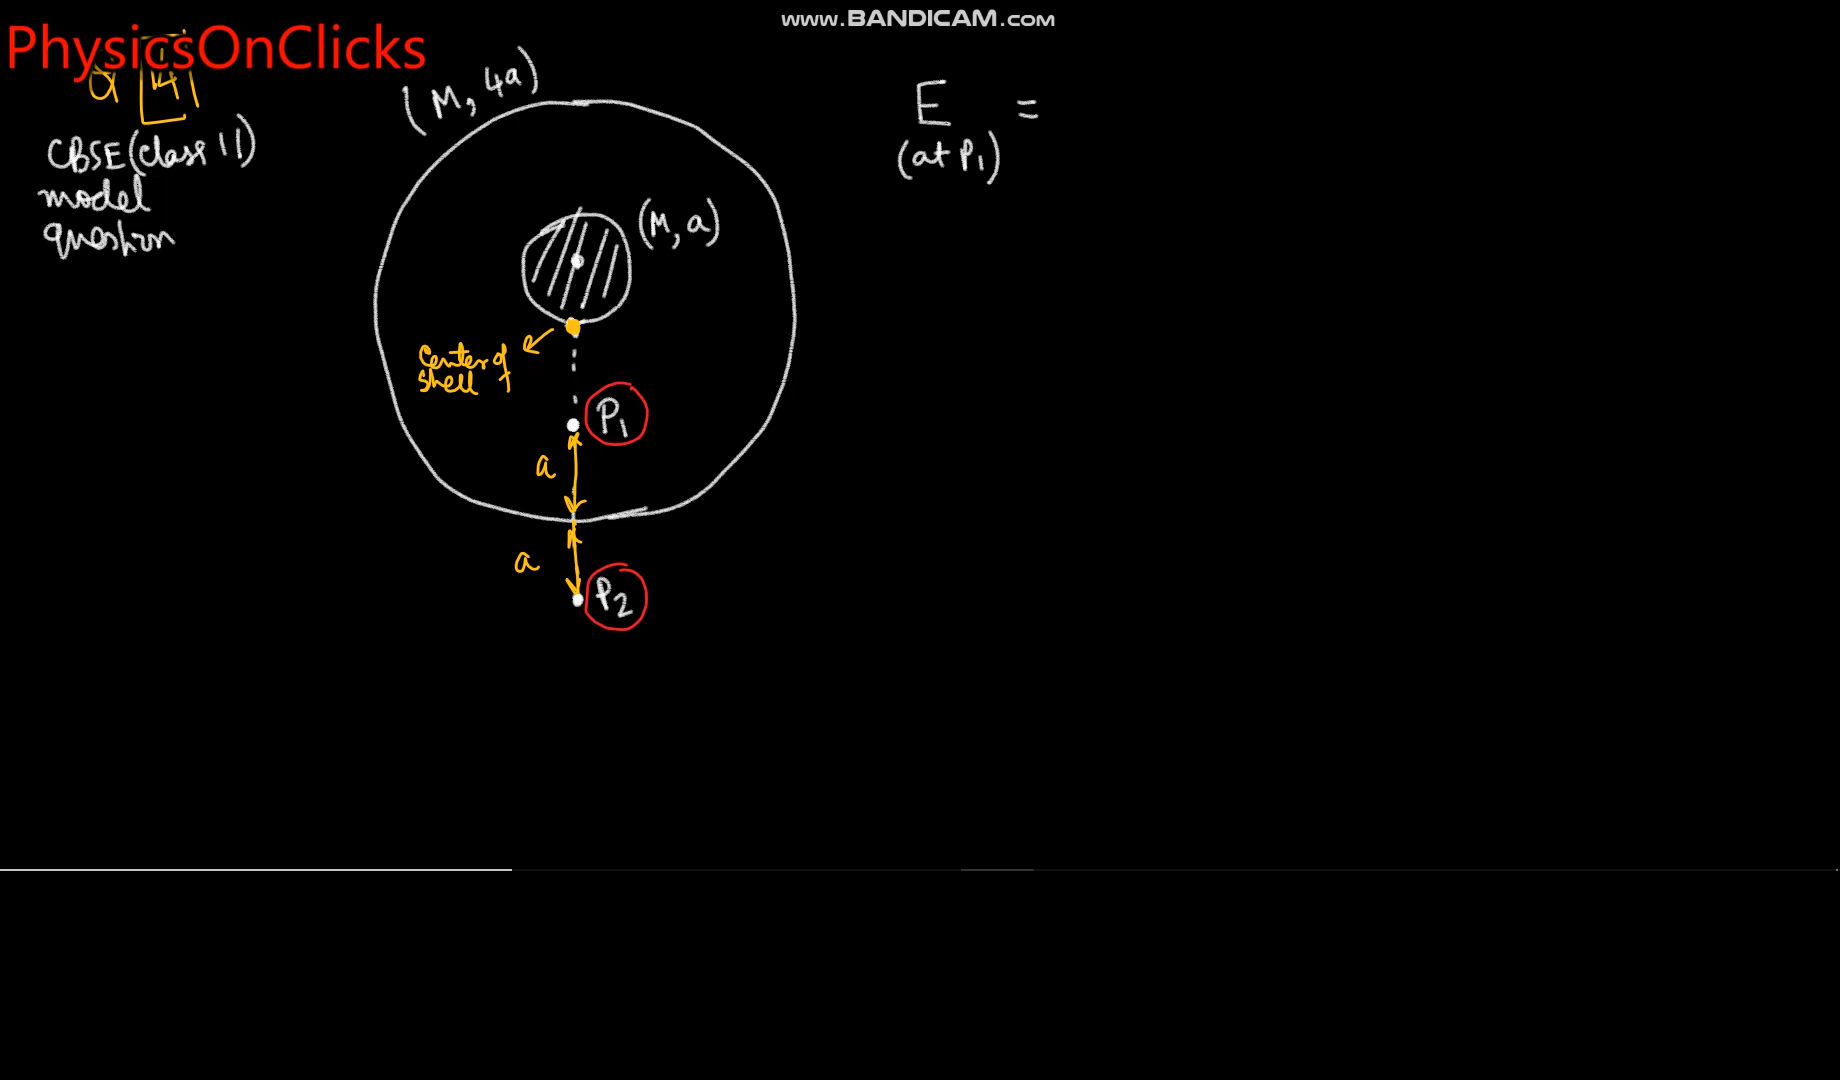 www.BANDICAM.com
PhysicsOnClicks
Q 14
CBSE (class 11)
model
question
(M, 4a)
(M, a)
Center of
shell
P1
a
a
P2
E =
(at P1)